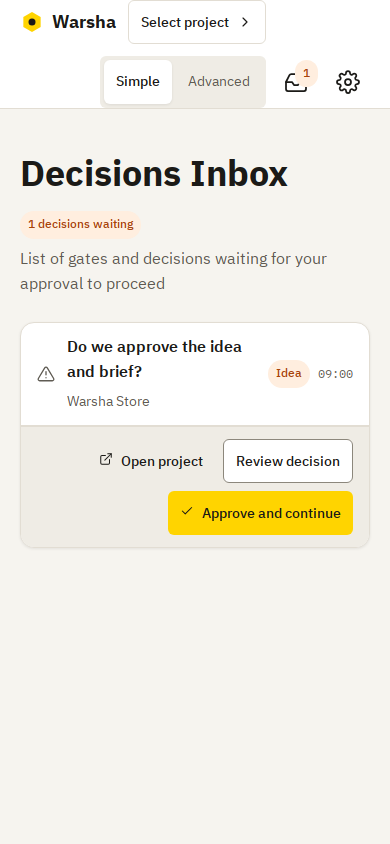 Warsha
Select project
Simple
Advanced
1
Decisions Inbox
1 decisions waiting
List of gates and decisions waiting for your
approval to proceed
Do we approve the idea
and brief?
Warsha Store
Idea
09:00
Open project
Review decision
Approve and continue